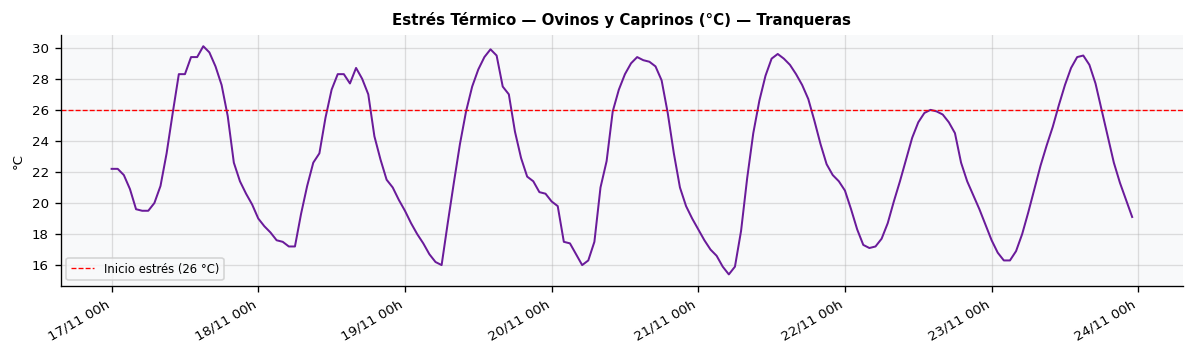 Estrés Térmico — Ovinos y Caprinos (°C) — Tranqueras
30
28
26
24
22
20
18
16
°C
Inicio estrés (26 °C)
17/11 00h
18/11 00h
19/11 00h
20/11 00h
21/11 00h
22/11 00h
23/11 00h
24/11 00h